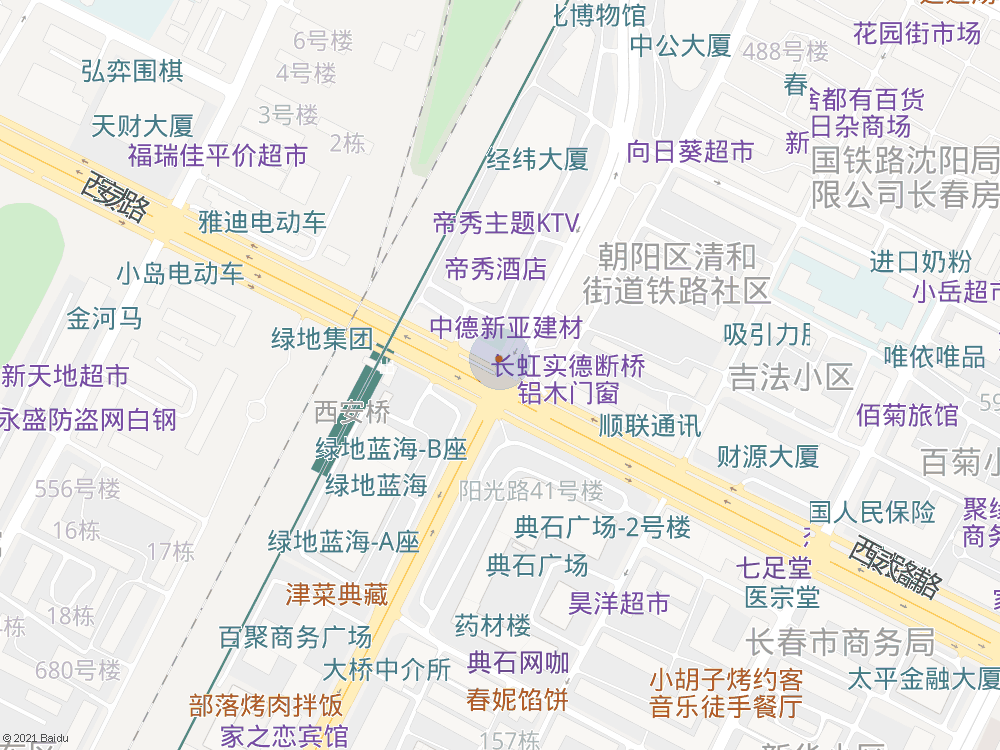 北博物馆
中公大厦
花园街市场
488号楼
6号楼
弘弈围棋
4号楼
春
都有百货
3号楼
天财大厦
日杂商场
新
2栋
福瑞佳平价超市
经纬大厦
向日葵超市
国铁路沈阳局
限公司长春房
西安路
雅迪电动车
帝秀主题KTV
朝阳区清和
街道铁路社区
帝秀酒店
进口奶粉
小岛电动车
小岳超市
金河马
中德新亚建材
绿地集团
吸引力
唯依唯品
长虹实德断桥
铝木门窗
新天地超市
吉法小区
西安桥
永盛防盗网白钢
佰菊旅馆
顺联通讯
绿地蓝海-B座
财源大厦
百菊小
556号楼
绿地蓝海
阳光路41号楼
国人民保险
16栋
典石广场-2号楼
17栋
绿地蓝海-A座
商务
典石广场
七足堂
津菜典藏
昊洋超市
医宗堂
18栋
百聚商务广场
药材楼
长春市商务局
680号楼
大桥中介所
典石网咖
小胡子烤约客
音乐徒手餐厅
太平金融大厦
部落烤肉拌饭
春妮馅饼
家之恋宾馆
157栋
© 2021 Baidu